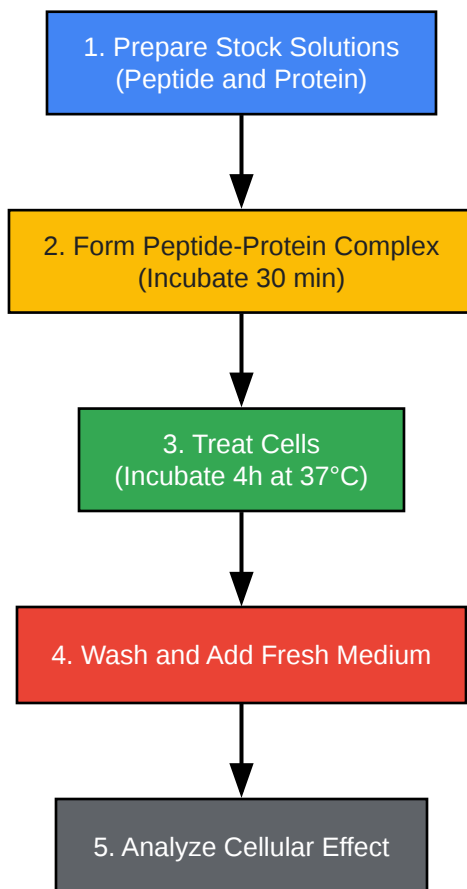 1. Prepare Stock Solutions
(Peptide and Protein)
2. Form Peptide-Protein Complex
(Incubate 30 min)
3. Treat Cells
(Incubate 4h at 37°C)
4. Wash and Add Fresh Medium
5. Analyze Cellular Effect